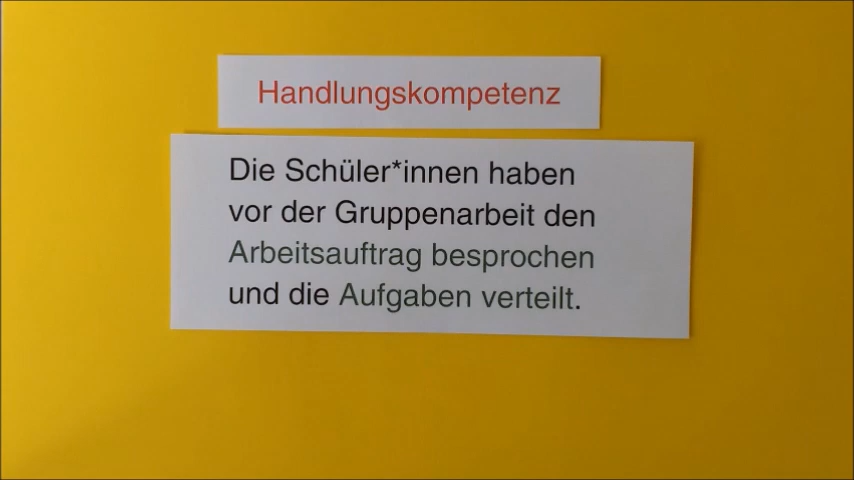 Handlungskompetenz
Die Schüler*innen haben
vor der Gruppenarbeit den
Arbeitsauftrag besprochen
und die Aufgaben verteilt.